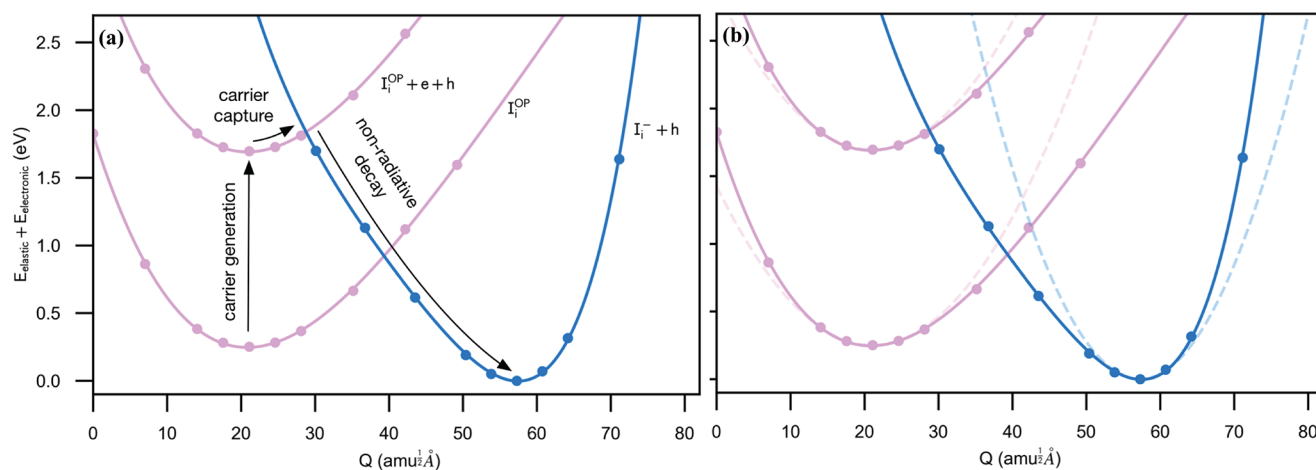 (a)
2.5
2.0
1.5
1.0
0.5
0.0
E_elastic + E_electronic (eV)
carrier
capture
carrier generation
non-radiative
decay
I_i^OP + e + h
I_i^OP
I_i^- + h
0 10 20 30 40 50 60 70 80
Q (amu^1/2 Å)
(b)
0 10 20 30 40 50 60 70 80
Q (amu^1/2 Å)